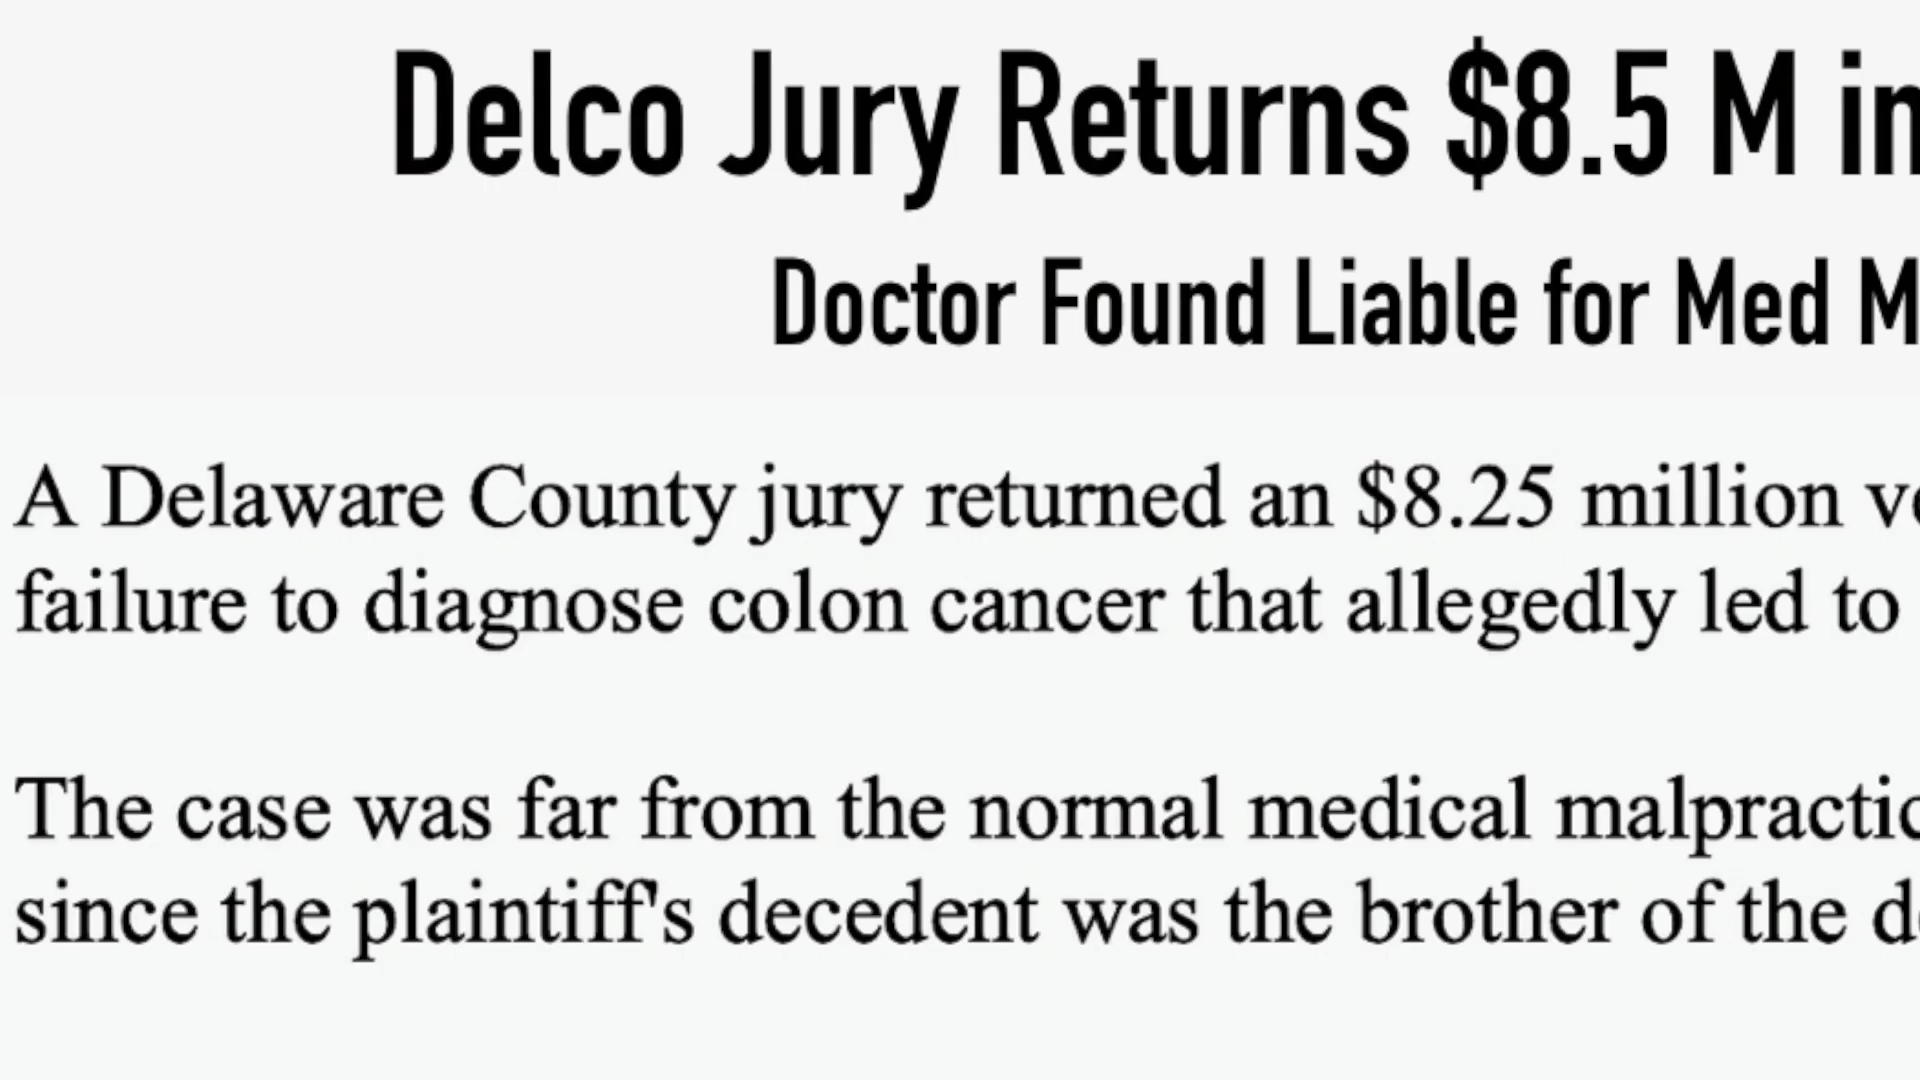 Delco Jury Returns $8.5 M in
Doctor Found Liable for Med M
A Delaware County jury returned an $8.25 million ve
failure to diagnose colon cancer that allegedly led to
The case was far from the normal medical malpractic
since the plaintiff's decedent was the brother of the de